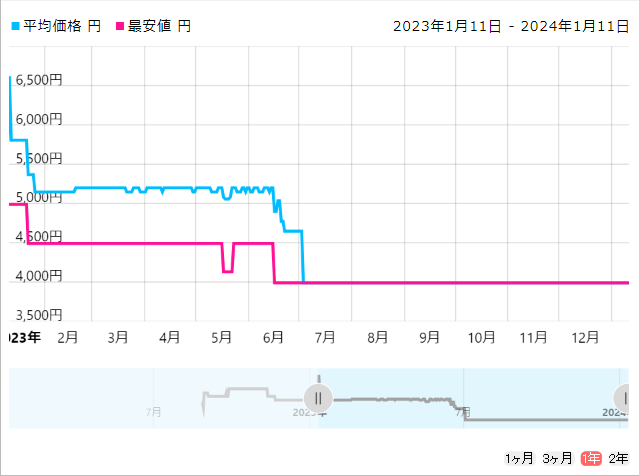 平均価格 円 最安値 円 2023年1月11日 - 2024年1月11日
6,500円
6,000円
5,500円
5,000円
4,500円
4,000円
3,500円
023年 2月 3月 4月 5月 6月 7月 8月 9月 10月 11月 12月
7月 2023年 7月 2024
1ヶ月 3ヶ月 1年 2年